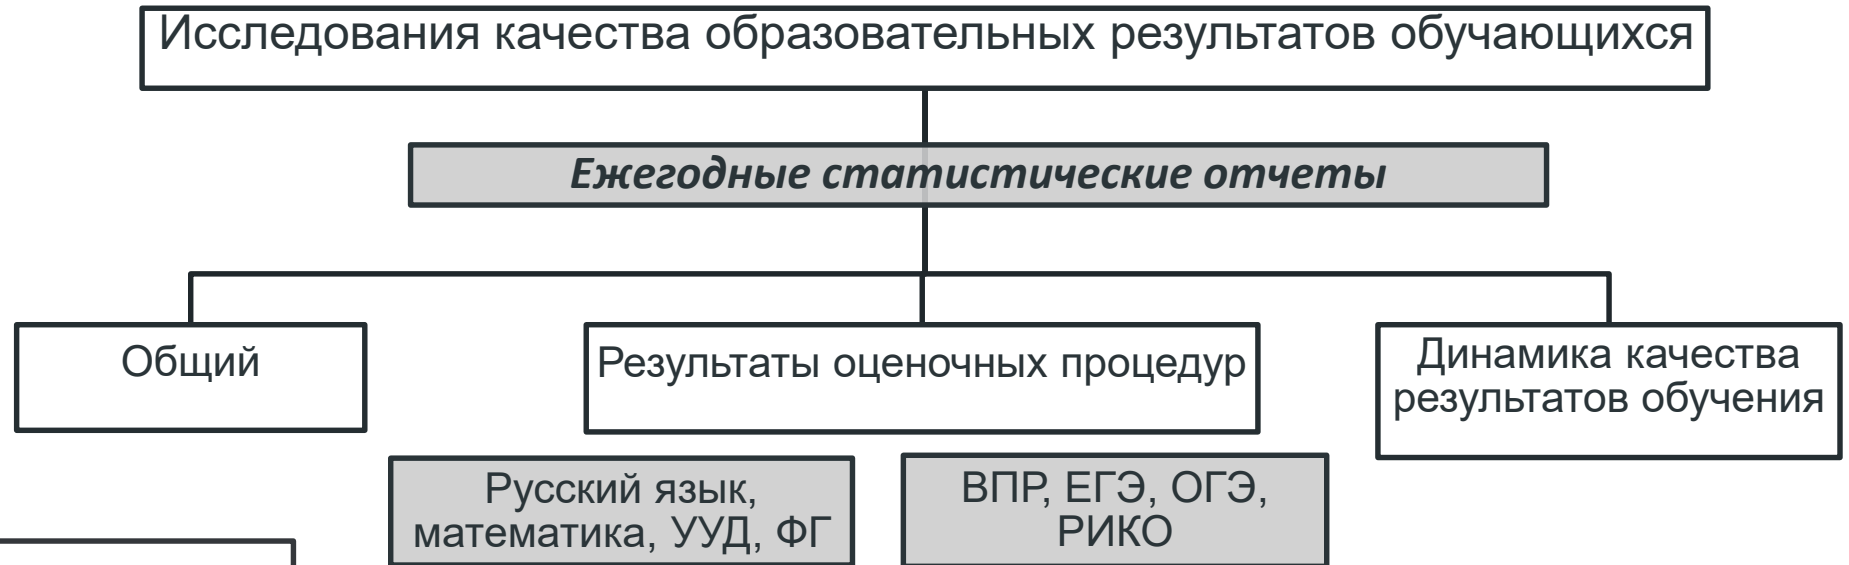 Исследования качества образовательных результатов обучающихся
Ежегодные статистические отчеты
Общий
Результаты оценочных процедур
Динамика качества
результатов обучения
Русский язык,
математика, УУД, ФГ
ВПР, ЕГЭ, ОГЭ,
РИКО